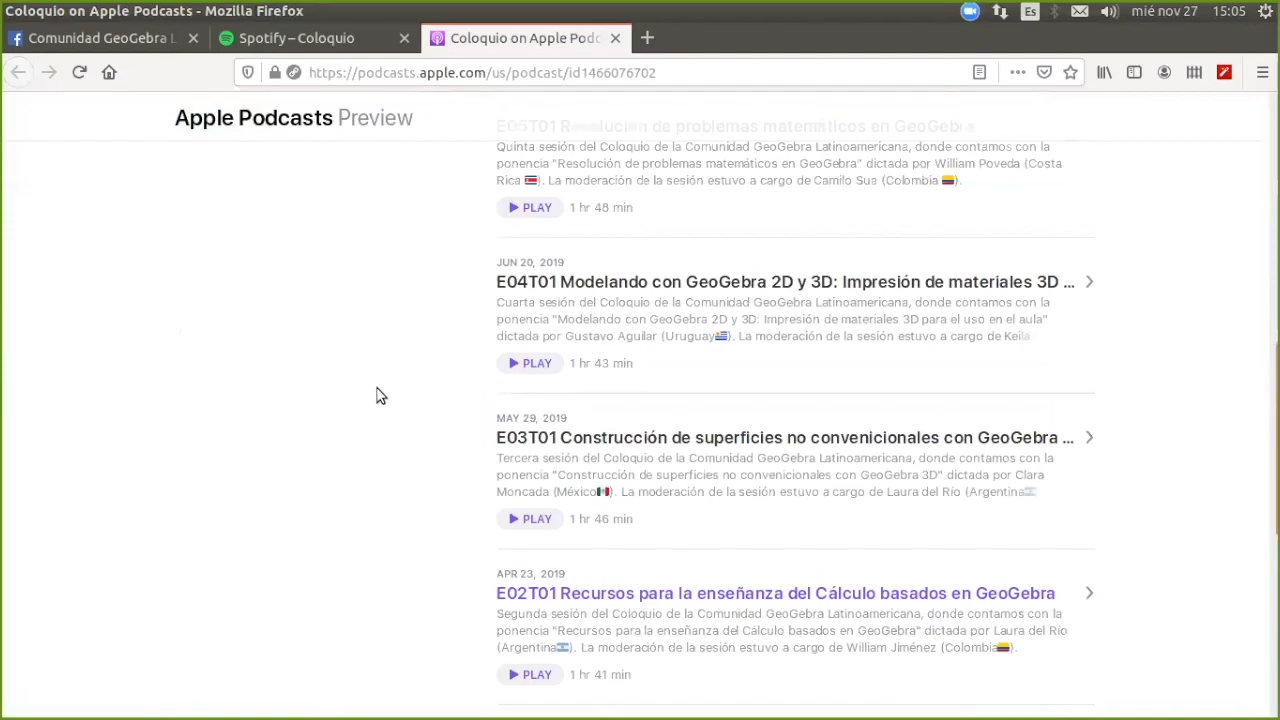 Coloquio on Apple Podcasts - Mozilla Firefox
Es
mié nov 27
15:05
Comunidad GeoGebra L
Spotify – Coloquio
Coloquio on Apple Podc
https://podcasts.apple.com/us/podcast/id1466076702
Apple Podcasts Preview
E05T01 Resolución de problemas matemáticos en GeoGebra
Quinta sesión del Coloquio de la Comunidad GeoGebra Latinoamericana, donde contamos con la
ponencia "Resolución de problemas matemáticos en GeoGebra" dictada por William Poveda (Costa
Rica 🇨🇷). La moderación de la sesión estuvo a cargo de Camilo Sua (Colombia 🇨🇴).
PLAY 1 hr 48 min
JUN 20, 2019
E04T01 Modelando con GeoGebra 2D y 3D: Impresión de materiales 3D ...
Cuarta sesión del Coloquio de la Comunidad GeoGebra Latinoamericana, donde contamos con la
ponencia "Modelando con GeoGebra 2D y 3D: Impresión de materiales 3D para el uso en el aula"
dictada por Gustavo Aguilar (Uruguay🇺🇾). La moderación de la sesión estuvo a cargo de Keila
PLAY 1 hr 43 min
MAY 29, 2019
E03T01 Construcción de superficies no convenicionales con GeoGebra ...
Tercera sesión del Coloquio de la Comunidad GeoGebra Latinoamericana, donde contamos con la
ponencia "Construcción de superficies no convenicionales con GeoGebra 3D" dictada por Clara
Moncada (México🇲🇽). La moderación de la sesión estuvo a cargo de Laura del Río (Argentina🇦🇷
PLAY 1 hr 46 min
APR 23, 2019
E02T01 Recursos para la enseñanza del Cálculo basados en GeoGebra
Segunda sesión del Coloquio de la Comunidad GeoGebra Latinoamericana, donde contamos con la
ponencia "Recursos para la enseñanza del Cálculo basados en GeoGebra" dictada por Laura del Río
(Argentina🇦🇷). La moderación de la sesión estuvo a cargo de William Jiménez (Colombia🇨🇴).
PLAY 1 hr 41 min